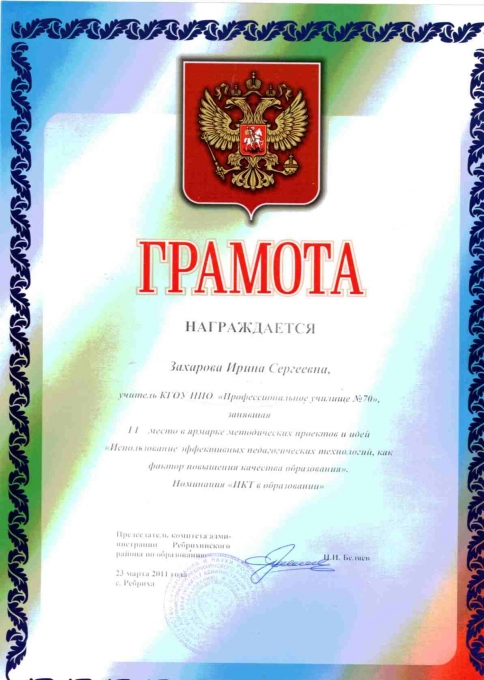 ГРАМОТА
НАГРАЖДАЕТСЯ
Захарова Ирина Сергеевна,
учитель КГОУ НПО «Профессиональное училище №70»,
занявшая
II место в ярмарке методических проектов и идей
«Использование эффективных педагогических технологий, как
фактор повышения качества образования».
Номинация «ИКТ в образовании»
Председатель комитета адми-
нистрации Ребрихинского
района по образованию
П.И. Беляев
23 марта 2011 года
с. Ребриха